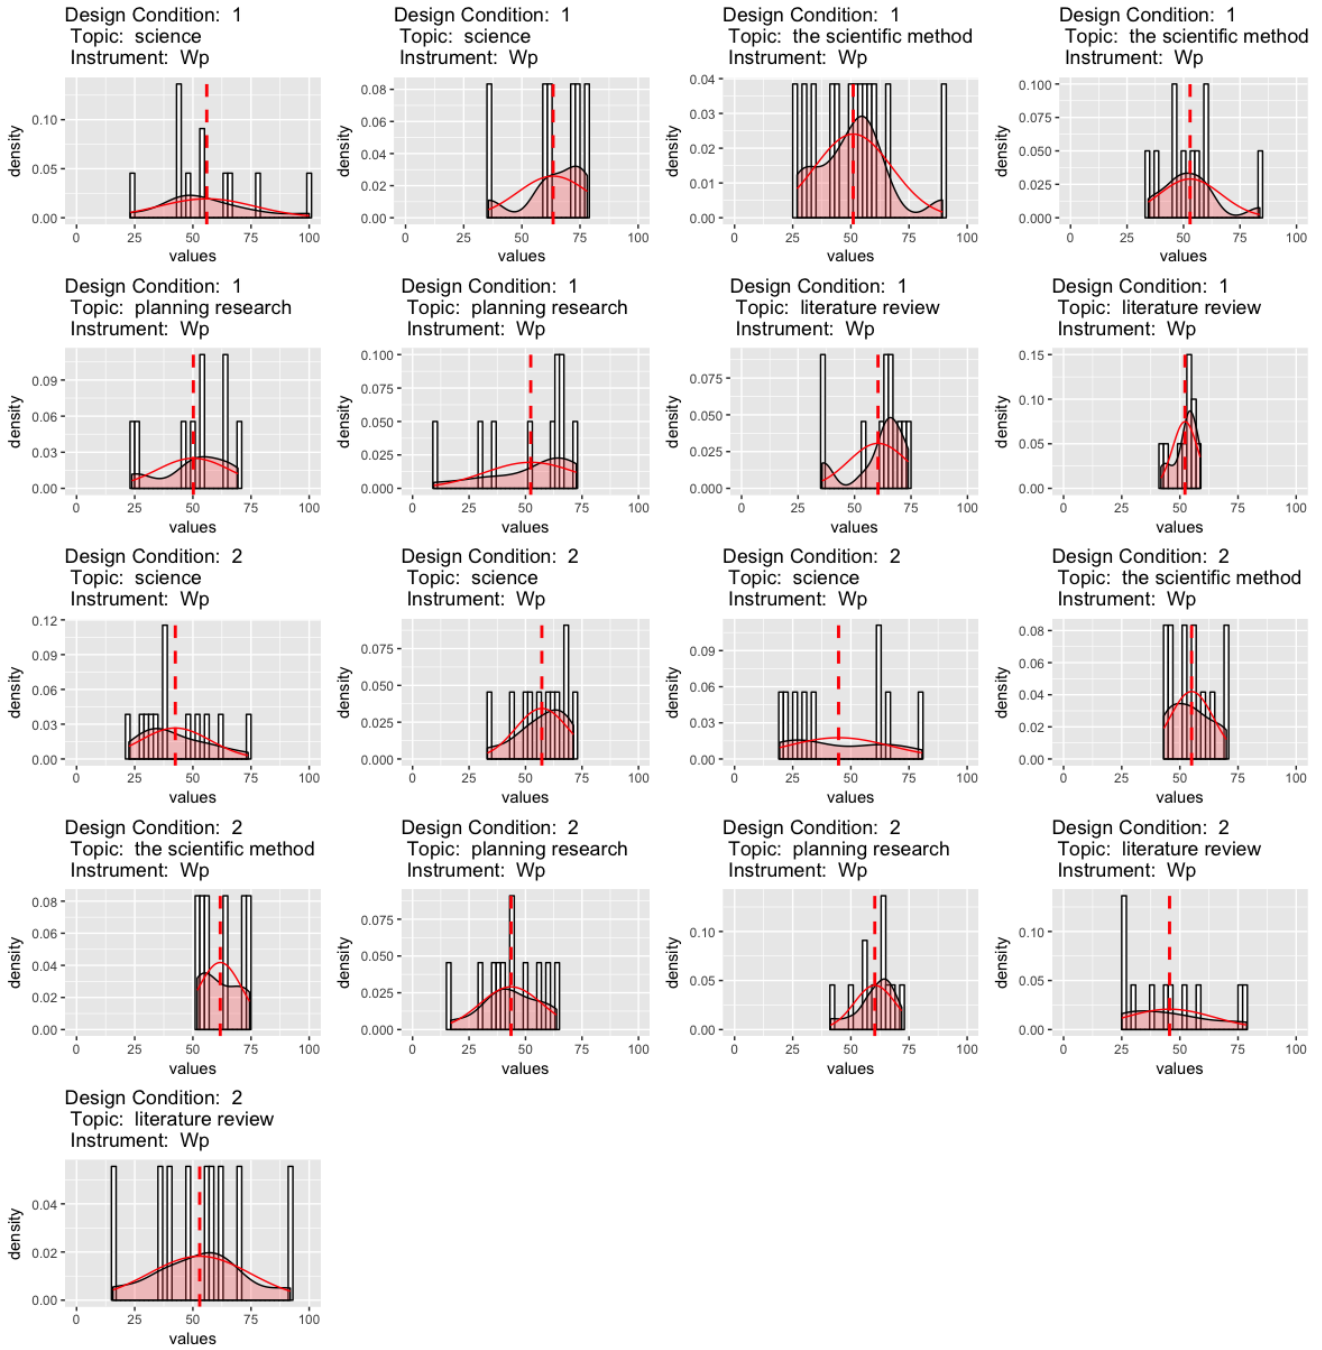 Design Condition:  1
Topic:  science
Instrument:  Wp
0.10
0.05
0.00
density
0
25
50
75
100
values
Design Condition:  1
Topic:  science
Instrument:  Wp
0.08
0.06
0.04
0.02
0.00
density
0
25
50
75
100
values
Design Condition:  1
Topic:  the scientific method
Instrument:  Wp
0.04
0.03
0.02
0.01
0.00
density
0
25
50
75
100
values
Design Condition:  1
Topic:  the scientific method
Instrument:  Wp
0.100
0.075
0.050
0.025
0.000
density
0
25
50
75
100
values
Design Condition:  1
Topic:  planning research
Instrument:  Wp
0.09
0.06
0.03
0.00
density
0
25
50
75
100
values
Design Condition:  1
Topic:  planning research
Instrument:  Wp
0.100
0.075
0.050
0.025
0.000
density
0
25
50
75
100
values
Design Condition:  1
Topic:  literature review
Instrument:  Wp
0.075
0.050
0.025
0.000
density
0
25
50
75
100
values
Design Condition:  1
Topic:  literature review
Instrument:  Wp
0.15
0.10
0.05
0.00
density
0
25
50
75
100
values
Design Condition:  2
Topic:  science
Instrument:  Wp
0.12
0.09
0.06
0.03
0.00
density
0
25
50
75
100
values
Design Condition:  2
Topic:  science
Instrument:  Wp
0.075
0.050
0.025
0.000
density
0
25
50
75
100
values
Design Condition:  2
Topic:  science
Instrument:  Wp
0.09
0.06
0.03
0.00
density
0
25
50
75
100
values
Design Condition:  2
Topic:  the scientific method
Instrument:  Wp
0.08
0.06
0.04
0.02
0.00
density
0
25
50
75
100
values
Design Condition:  2
Topic:  the scientific method
Instrument:  Wp
0.08
0.06
0.04
0.02
0.00
density
0
25
50
75
100
values
Design Condition:  2
Topic:  planning research
Instrument:  Wp
0.075
0.050
0.025
0.000
density
0
25
50
75
100
values
Design Condition:  2
Topic:  planning research
Instrument:  Wp
0.10
0.05
0.00
density
0
25
50
75
100
values
Design Condition:  2
Topic:  literature review
Instrument:  Wp
0.10
0.05
0.00
density
0
25
50
75
100
values
Design Condition:  2
Topic:  literature review
Instrument:  Wp
0.04
0.02
0.00
density
0
25
50
75
100
values